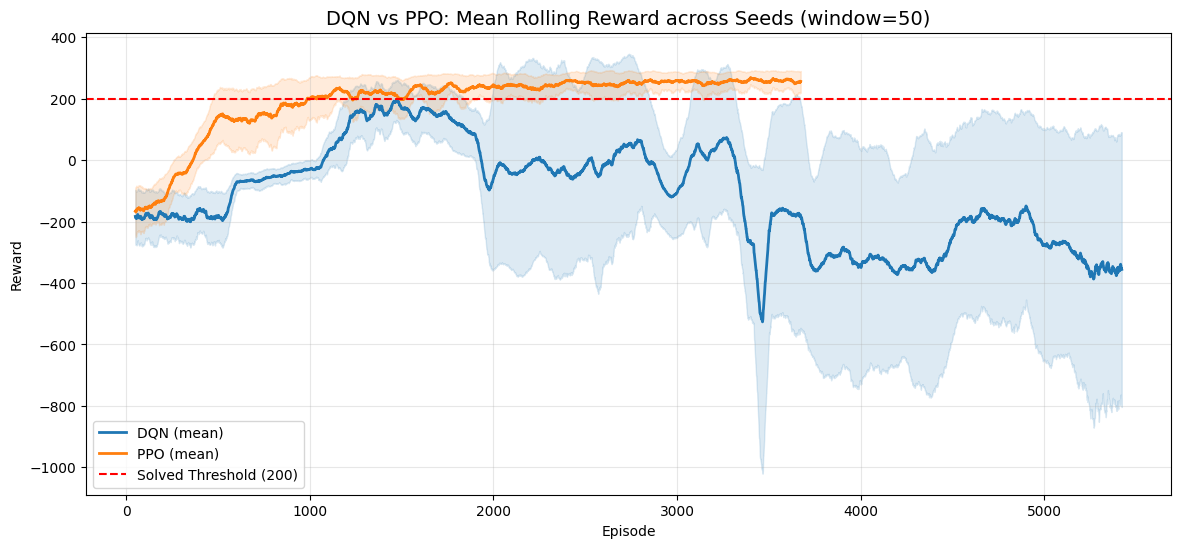 DQN vs PPO: Mean Rolling Reward across Seeds (window=50)
Reward
400
200
0
−200
−400
−600
−800
−1000
DQN (mean)
PPO (mean)
Solved Threshold (200)
0 1000 2000 3000 4000 5000
Episode